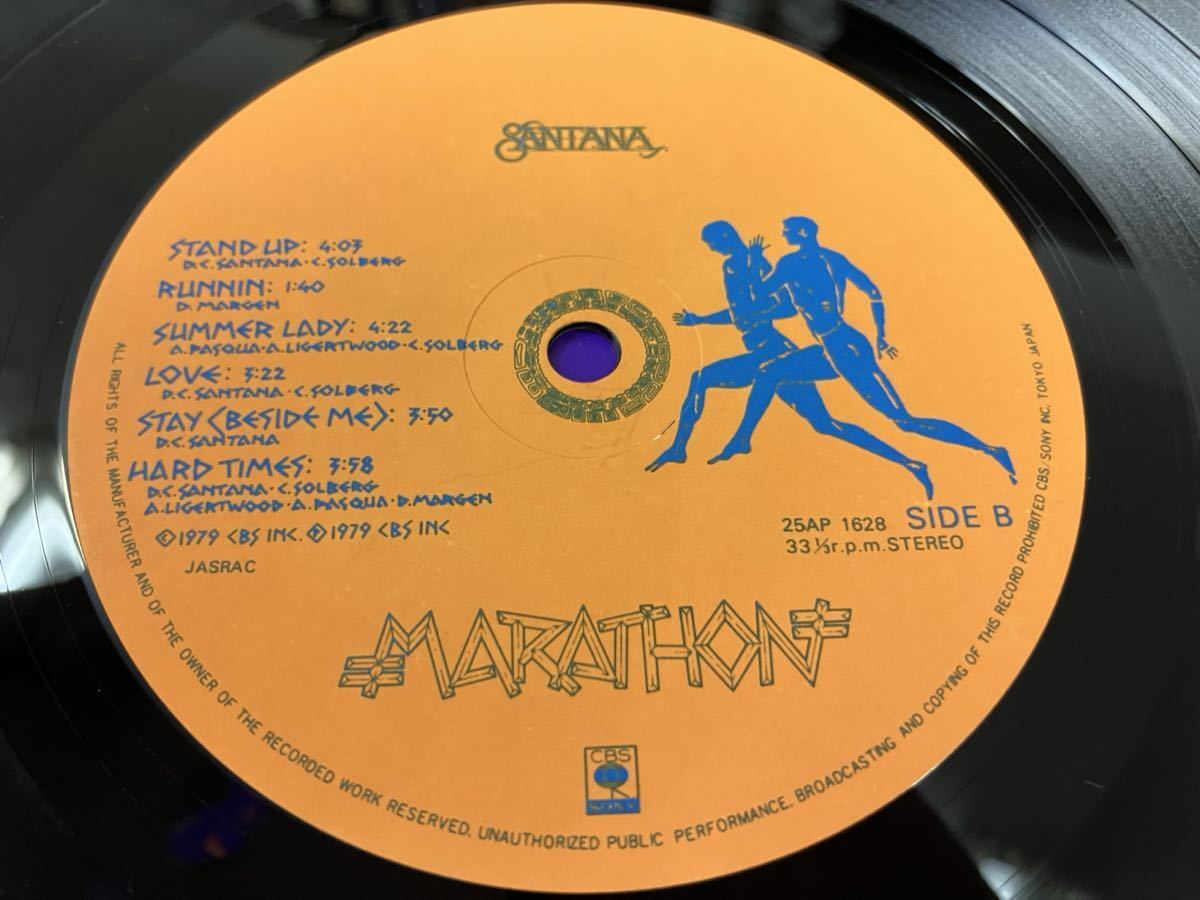 SANTANA
STAND UP: 4:03
D.C. SANTANA · C. SOLBERG
RUNNIN: 1:40
D. MARGEN
SUMMER LADY: 4:22
A. PASQUA · A. LIGERTWOOD · C. SOLBERG
LOVE: 3:22
D.C. SANTANA · C. SOLBERG
STAY (BESIDE ME): 3:50
D.C. SANTANA
HARD TIMES: 3:58
D.C. SANTANA · C. SOLBERG
A. LIGERTWOOD · A. PASQUA · D. MARGEN
©1979 CBS INC. ℗1979 CBS INC
JASRAC
25AP 1628 SIDE B
33⅓r.p.m. STEREO
MARATHON
CBS
SONY
ALL RIGHTS OF THE MANUFACTURER AND OF THE OWNER OF THE RECORDED WORK RESERVED. UNAUTHORIZED PUBLIC PERFORMANCE. BROADCASTING AND COPYING OF THIS RECORD PROHIBITED CBS/SONY INC. TOKYO JAPAN